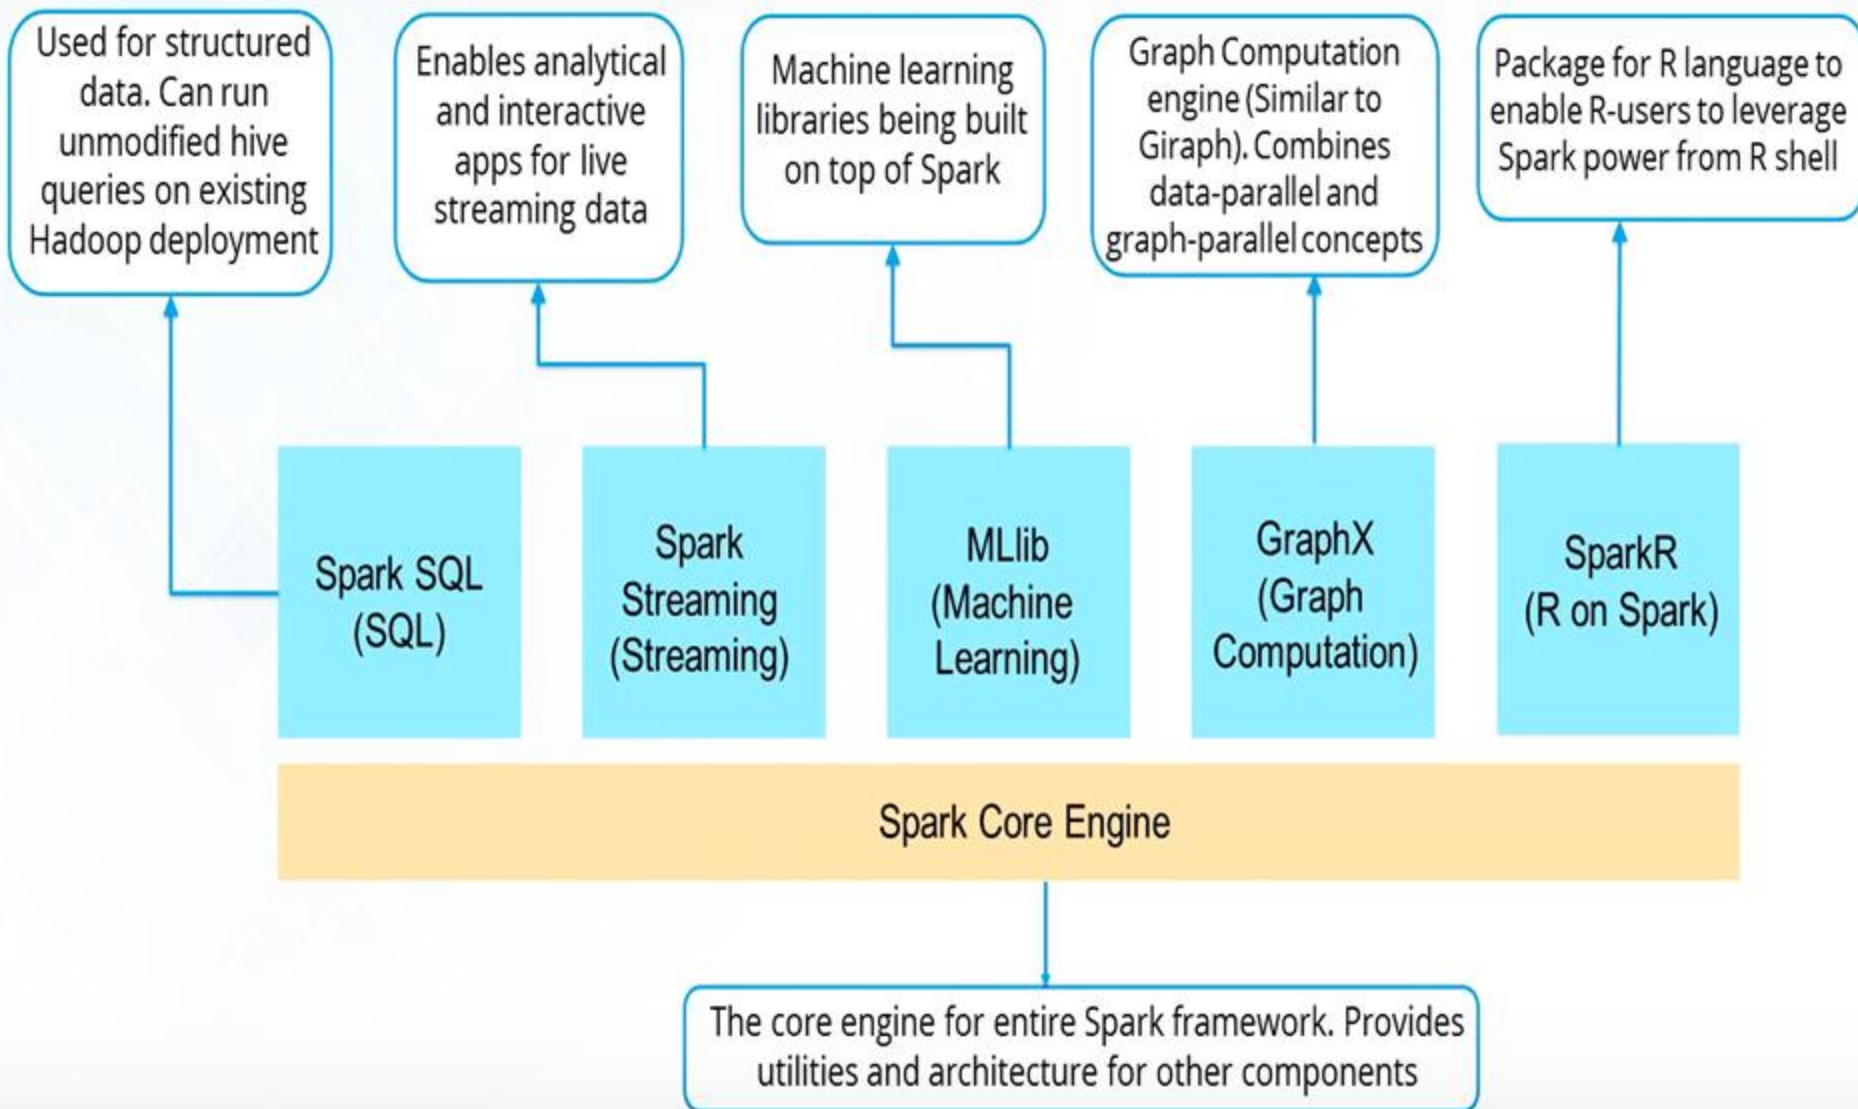 Used for structured
data. Can run
unmodified hive
queries on existing
Hadoop deployment
Enables analytical
and interactive
apps for live
streaming data
Machine learning
libraries being built
on top of Spark
Graph Computation
engine (Similar to
Giraph). Combines
data-parallel and
graph-parallel concepts
Package for R language to
enable R-users to leverage
Spark power from R shell
Spark SQL
(SQL)
Spark
Streaming
(Streaming)
MLlib
(Machine
Learning)
GraphX
(Graph
Computation)
SparkR
(R on Spark)
Spark Core Engine
The core engine for entire Spark framework. Provides
utilities and architecture for other components